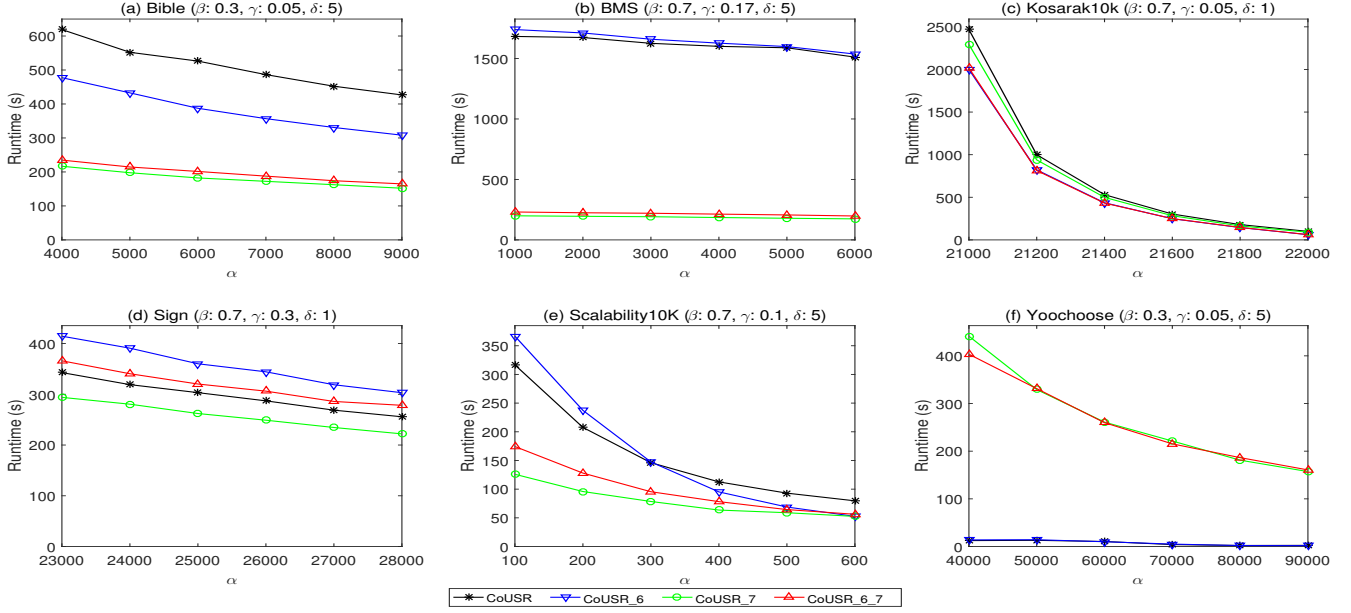 (a) Bible (β: 0.3, γ: 0.05, δ: 5)
Runtime (s)
600
500
400
300
200
100
0
4000 5000 6000 7000 8000 9000
α
(b) BMS (β: 0.7, γ: 0.17, δ: 5)
Runtime (s)
1500
1000
500
0
1000 2000 3000 4000 5000 6000
α
(c) Kosarak10k (β: 0.7, γ: 0.05, δ: 1)
Runtime (s)
2500
2000
1500
1000
500
0
21000 21200 21400 21600 21800 22000
α
(d) Sign (β: 0.7, γ: 0.3, δ: 1)
Runtime (s)
400
300
200
100
0
23000 24000 25000 26000 27000 28000
α
(e) Scalability10K (β: 0.7, γ: 0.1, δ: 5)
Runtime (s)
350
300
250
200
150
100
50
0
100 200 300 400 500 600
α
(f) Yoochoose (β: 0.3, γ: 0.05, δ: 5)
Runtime (s)
400
300
200
100
0
40000 50000 60000 70000 80000 90000
α
CoUSR CoUSR_6 CoUSR_7 CoUSR_6_7